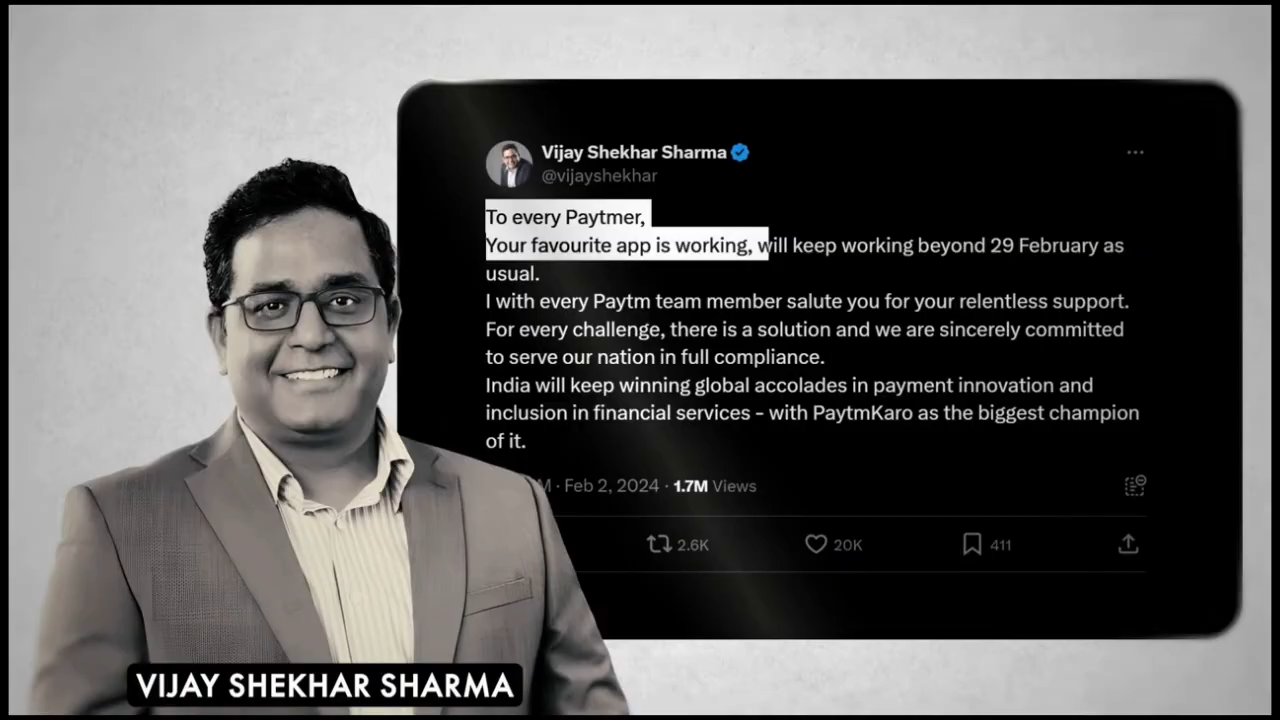 Vijay Shekhar Sharma
@vijayshekhar
To every Paytmer,
Your favourite app is working, will keep working beyond 29 February as
usual.
I with every Paytm team member salute you for your relentless support.
For every challenge, there is a solution and we are sincerely committed
to serve our nation in full compliance.
India will keep winning global accolades in payment innovation and
inclusion in financial services - with PaytmKaro as the biggest champion
of it.
M · Feb 2, 2024 · 1.7M Views
2.6K 20K 411
VIJAY SHEKHAR SHARMA